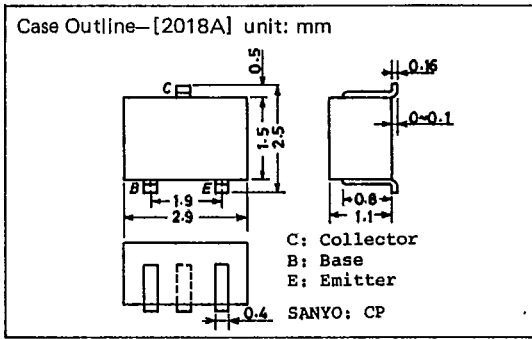 Case Outline–[2018A] unit: mm
C
0.5
0.16
1.5
2.5
0~0.1
B
E
1.9
2.9
0.8
1.1
C: Collector
B: Base
E: Emitter
0.4
SANYO: CP